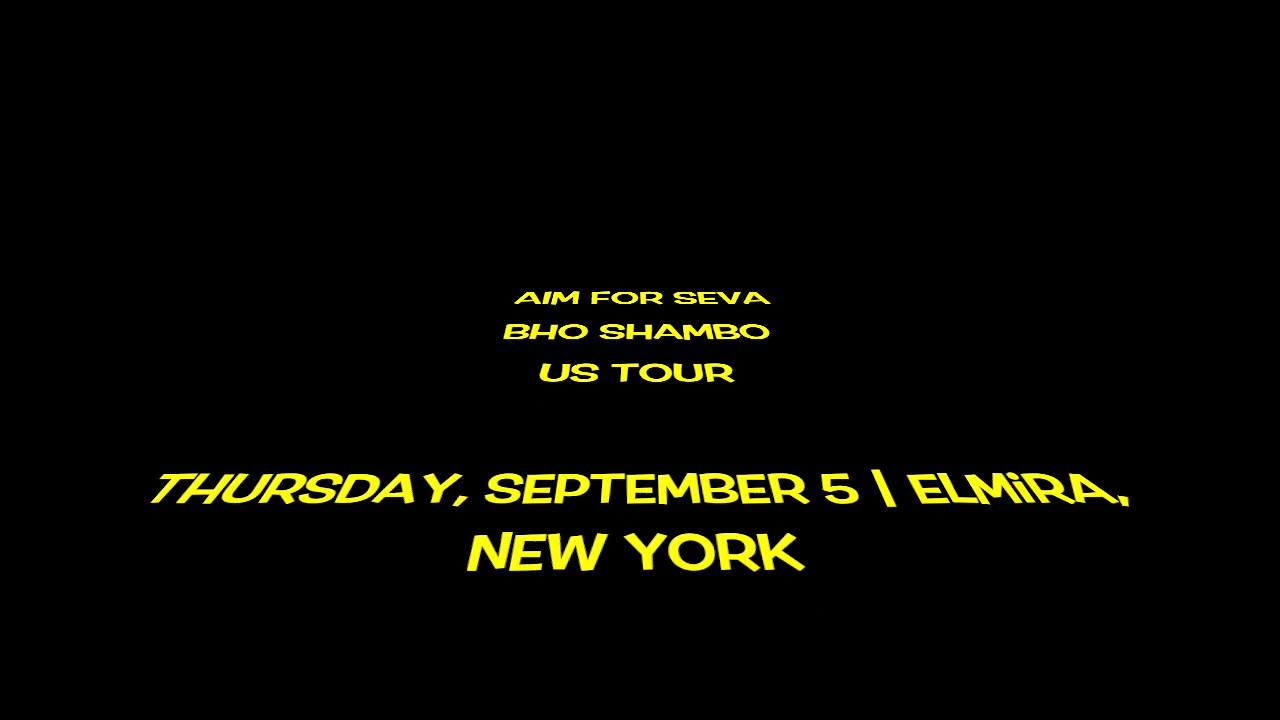 AIM FOR SEVA
BHO SHAMBO
US TOUR
THURSDAY, SEPTEMBER 5 | ELMiRA,
NEW YORK